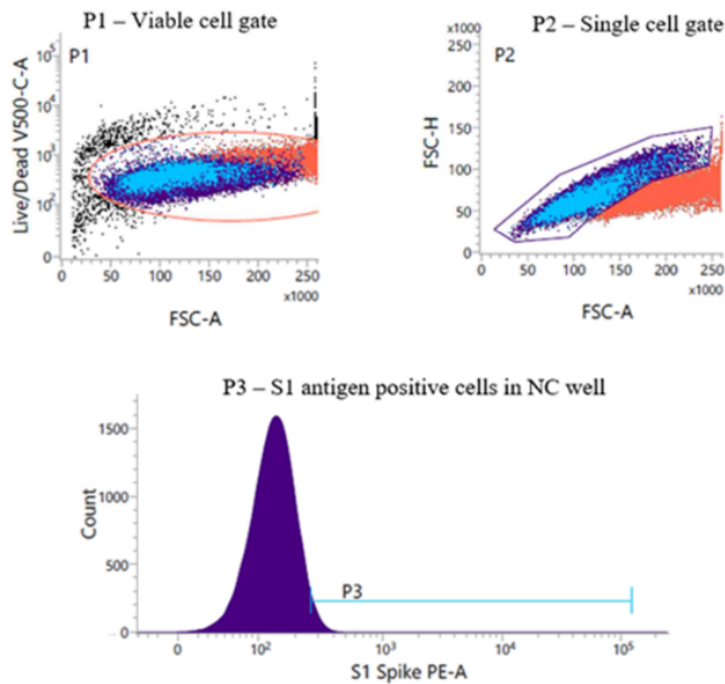 P1 – Viable cell gate
P1
Live/Dead V500-C-A
10^5
10^4
10^3
10^2
0
0 50 100 150 200 250
x1000
FSC-A
P2 – Single cell gate
x1000
P2
FSC-H
250
200
150
100
50
0
0 50 100 150 200 250
x1000
FSC-A
P3 – S1 antigen positive cells in NC well
Count
1500
1000
500
0
P3
0 10^2 10^3 10^4 10^5
S1 Spike PE-A